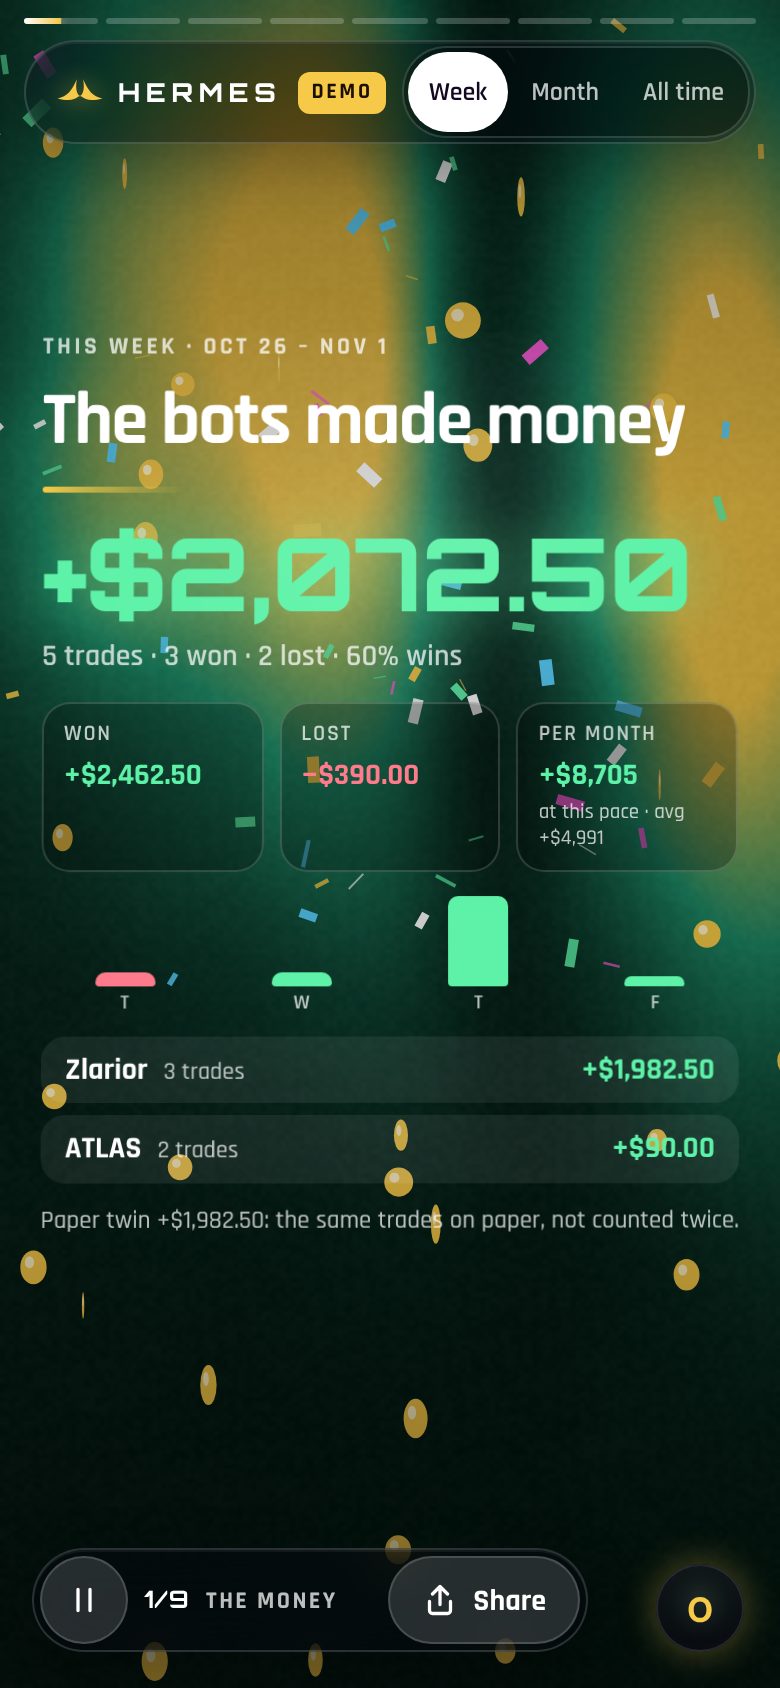 HERMES DEMO Week Month All time
THIS WEEK · OCT 26 – NOV 1
The bots made money
+$2,072.50
5 trades · 3 won · 2 lost · 60% wins
WON
+$2,462.50
LOST
−$390.00
PER MONTH
+$8,705
at this pace · avg
+$4,991
T W T F
Zlarior 3 trades +$1,982.50
ATLAS 2 trades +$90.00
Paper twin +$1,982.50: the same trades on paper, not counted twice.
1/9 THE MONEY Share O